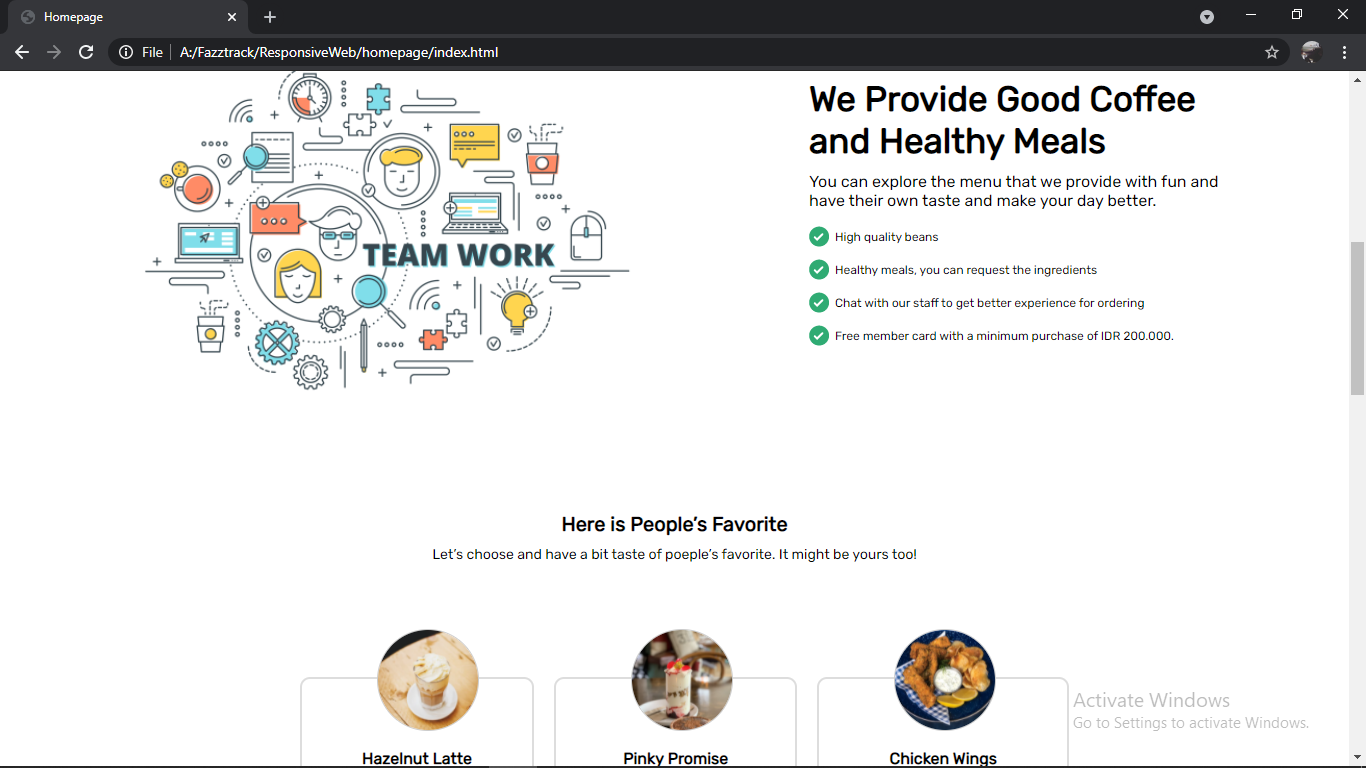 Homepage
File
A:/Fazztrack/ResponsiveWeb/homepage/index.html
TEAM WORK
We Provide Good Coffee
and Healthy Meals
You can explore the menu that we provide with fun and
have their own taste and make your day better.
High quality beans
Healthy meals, you can request the ingredients
Chat with our staff to get better experience for ordering
Free member card with a minimum purchase of IDR 200.000.
Here is People’s Favorite
Let’s choose and have a bit taste of poeple’s favorite. It might be yours too!
Hazelnut Latte
Pinky Promise
Chicken Wings
Activate Windows
Go to Settings to activate Windows.